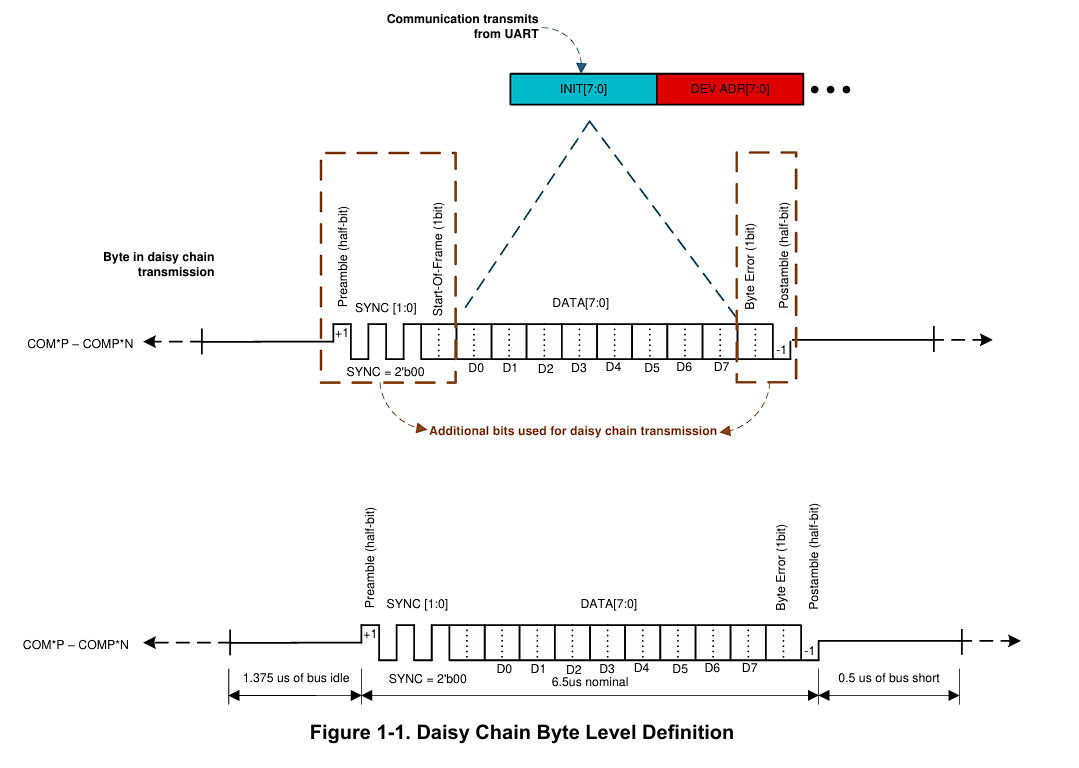 Communication transmits
from UART
INIT[7:0]
DEV ADR[7:0]
Byte in daisy chain
transmission
Preamble (half-bit)
SYNC [1:0]
Start-Of-Frame (1bit)
DATA[7:0]
Byte Error (1bit)
Postamble (half-bit)
COM*P – COMP*N
+1
-1
SYNC = 2'b00
D0 D1 D2 D3 D4 D5 D6 D7
Additional bits used for daisy chain transmission
Preamble (half-bit)
SYNC [1:0]
DATA[7:0]
Byte Error (1bit)
Postamble (half-bit)
COM*P – COMP*N
+1
-1
D0 D1 D2 D3 D4 D5 D6 D7
1.375 us of bus idle
SYNC = 2'b00
6.5us nominal
0.5 us of bus short
Figure 1-1. Daisy Chain Byte Level Definition